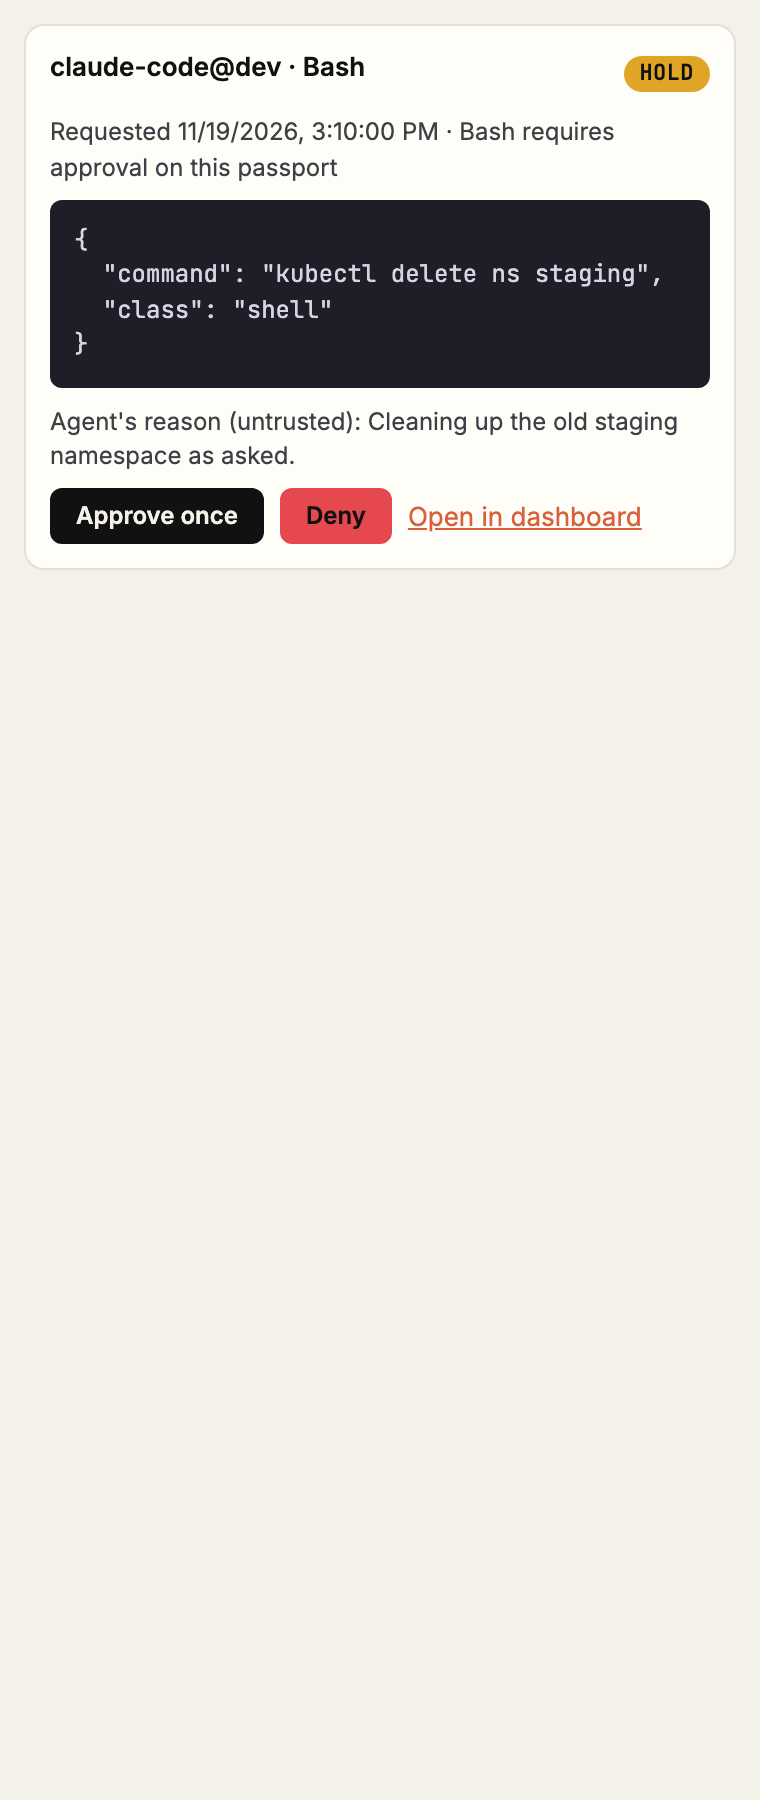 claude-code@dev · Bash
HOLD
Requested 11/19/2026, 3:10:00 PM · Bash requires
approval on this passport
{
  "command": "kubectl delete ns staging",
  "class": "shell"
}
Agent's reason (untrusted): Cleaning up the old staging
namespace as asked.
Approve once
Deny
Open in dashboard